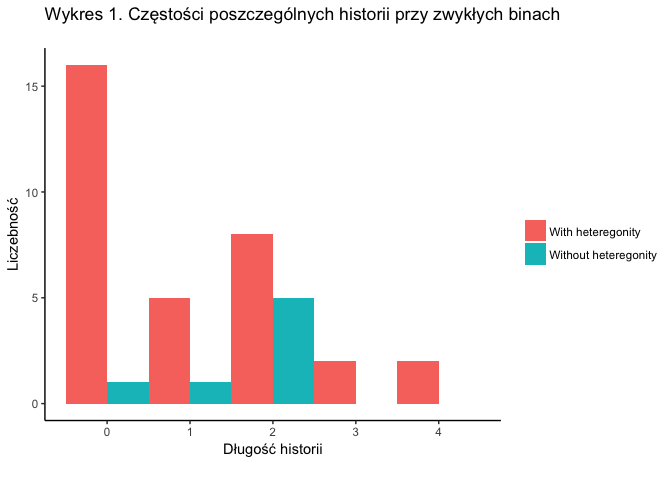 Wykres 1. Częstości poszczególnych historii przy zwykłych binach
15
10
5
0
Liczebność
0 1 2 3 4
Długość historii
With heteregonity
Without heteregonity